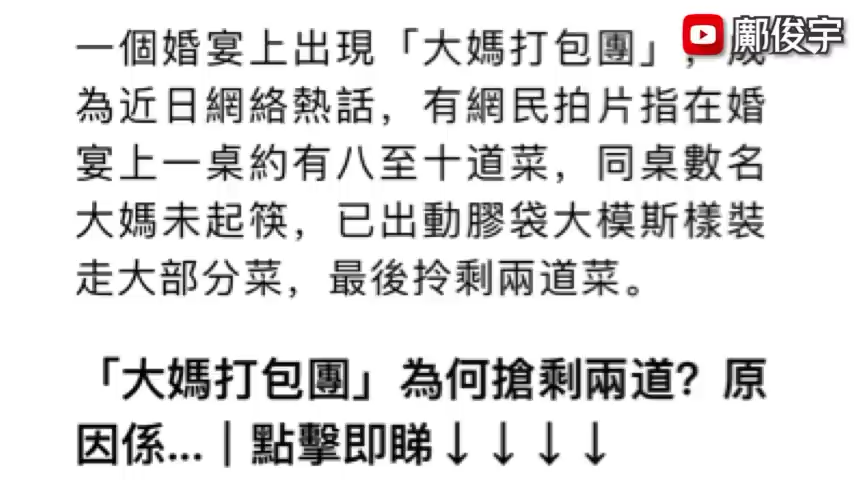 鄺俊宇
一個婚宴上出現「大媽打包團」，成
為近日網絡熱話，有網民拍片指在婚
宴上一桌約有八至十道菜，同桌數名
大媽未起筷，已出動膠袋大模斯樣裝
走大部分菜，最後拎剩兩道菜。
「大媽打包團」為何搶剩兩道？原
因係...｜點擊即睇↓↓↓↓